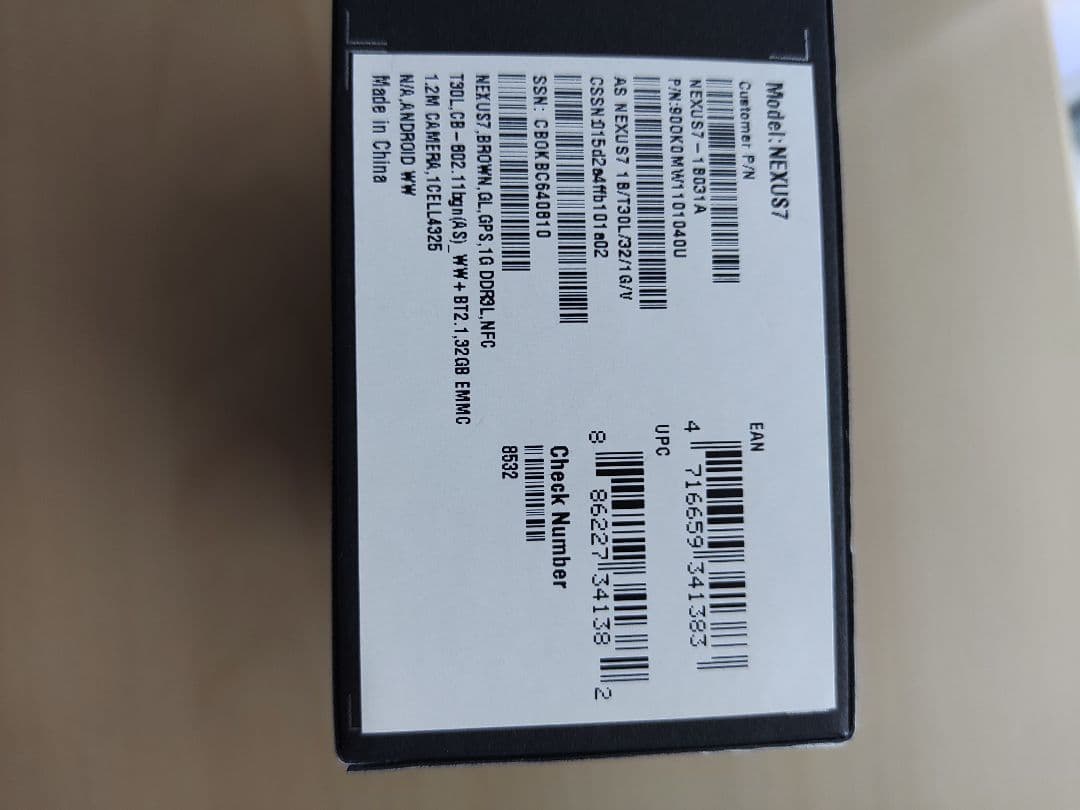 Model:NEXUS7
Customer P/N
NEXUS7-1B031A
P/N:90OK0MW1101040U
AS NEXUS7 1B/T30L/32/1G/V
CSSN:015d2a4ffb101a02
SSN: CBOKBC640810
NEXUS7,BROWN,GL,GPS,1G DDR3L,NFC
T30L,CB-802.11bgn(AS)_WW+BT2.1,32GB EMMC
1.2M CAMERA,1CELL4325
N/A,ANDROID WW
Made in China
EAN
4 716659 341383
UPC
8 86227 34138 2
Check Number
8532